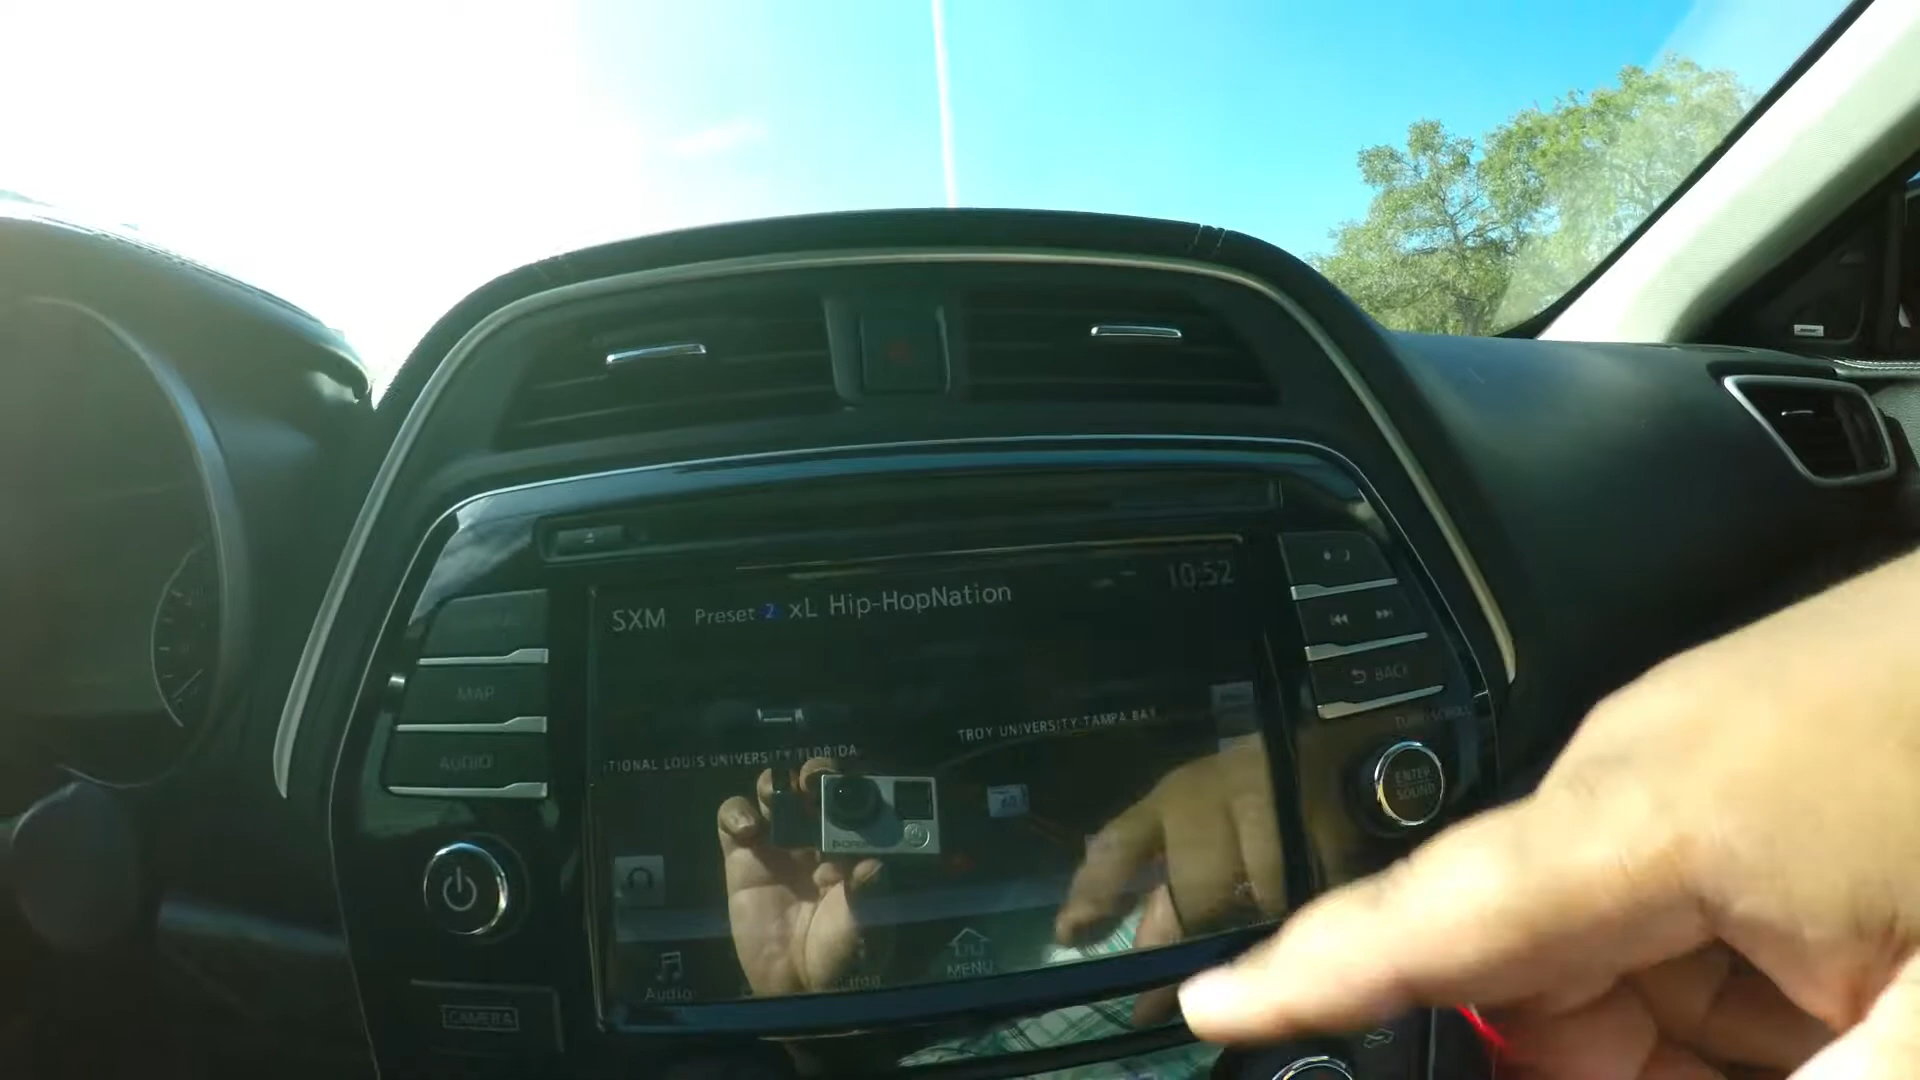 10:52
SXM Preset 2 xL Hip-HopNation
MAP
BACK
TROY UNIVERSITY-TAMPA BAY
TIONAL LOUIS UNIVERSITY FLORIDA
AUDIO
ENTER
SOUND
MENU
Audio
CAMERA